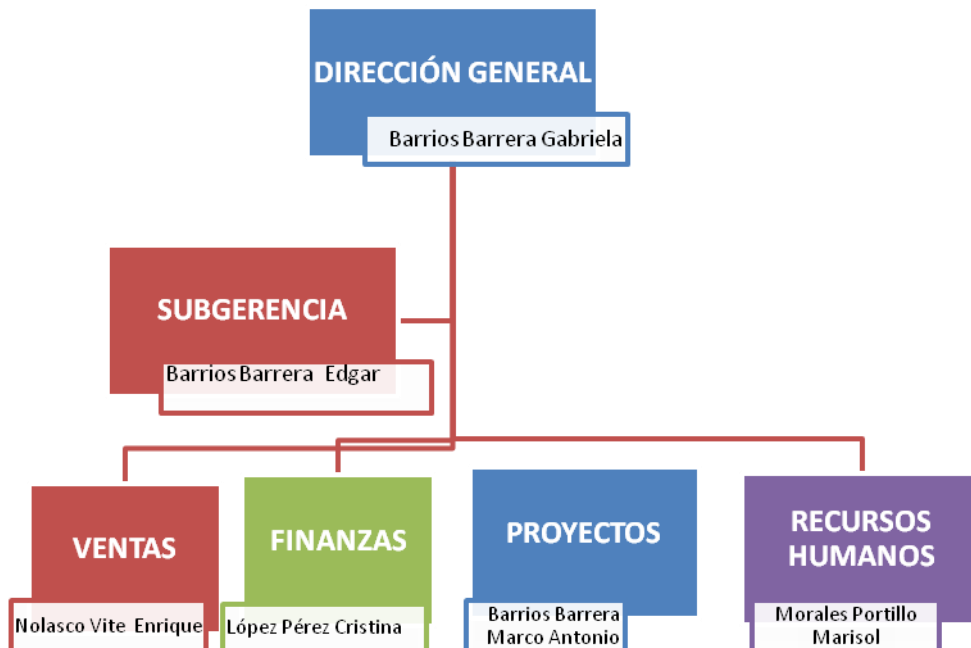 DIRECCIÓN GENERAL
Barrios Barrera Gabriela
SUBGERENCIA
Barrios Barrera Edgar
VENTAS
Nolasco Vite Enrique
FINANZAS
López Pérez Cristina
PROYECTOS
Barrios Barrera
Marco Antonio
RECURSOS
HUMANOS
Morales Portillo
Marisol